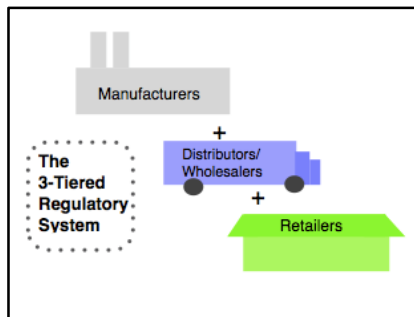 Manufacturers
+
Distributors/
Wholesalers
+
The
3-Tiered
Regulatory
System
Retailers